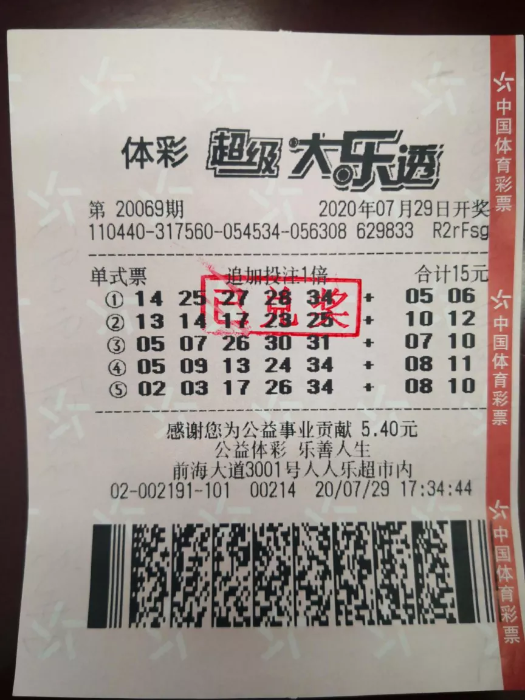 体彩 超级大乐透
第 20069期 2020年07月29日开奖
110440-317560-054534-056308 629833 R2rFsg
单式票 追加投注1倍 合计15元
① 14 25 27 28 34 + 05 06
② 13 14 17 23 25 + 10 12
③ 05 07 26 30 31 + 07 10
④ 05 09 13 24 34 + 08 11
⑤ 02 03 17 26 34 + 08 10
已兑奖
感谢您为公益事业贡献 5.40元
公益体彩 乐善人生
前海大道3001号人人乐超市内
02-002191-101 00214 20/07/29 17:34:44
中国体育彩票
中国体育彩票
中国体育彩票